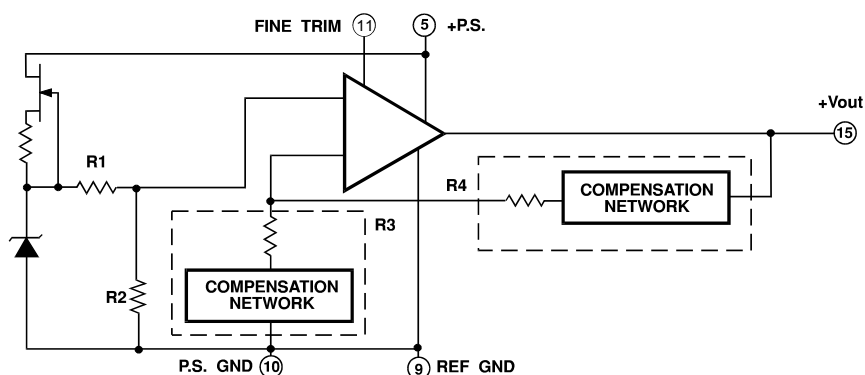 FINE TRIM 11 5 +P.S.
+Vout
15
R1
R4
COMPENSATION
NETWORK
R3
R2
COMPENSATION
NETWORK
P.S. GND 10 9 REF GND